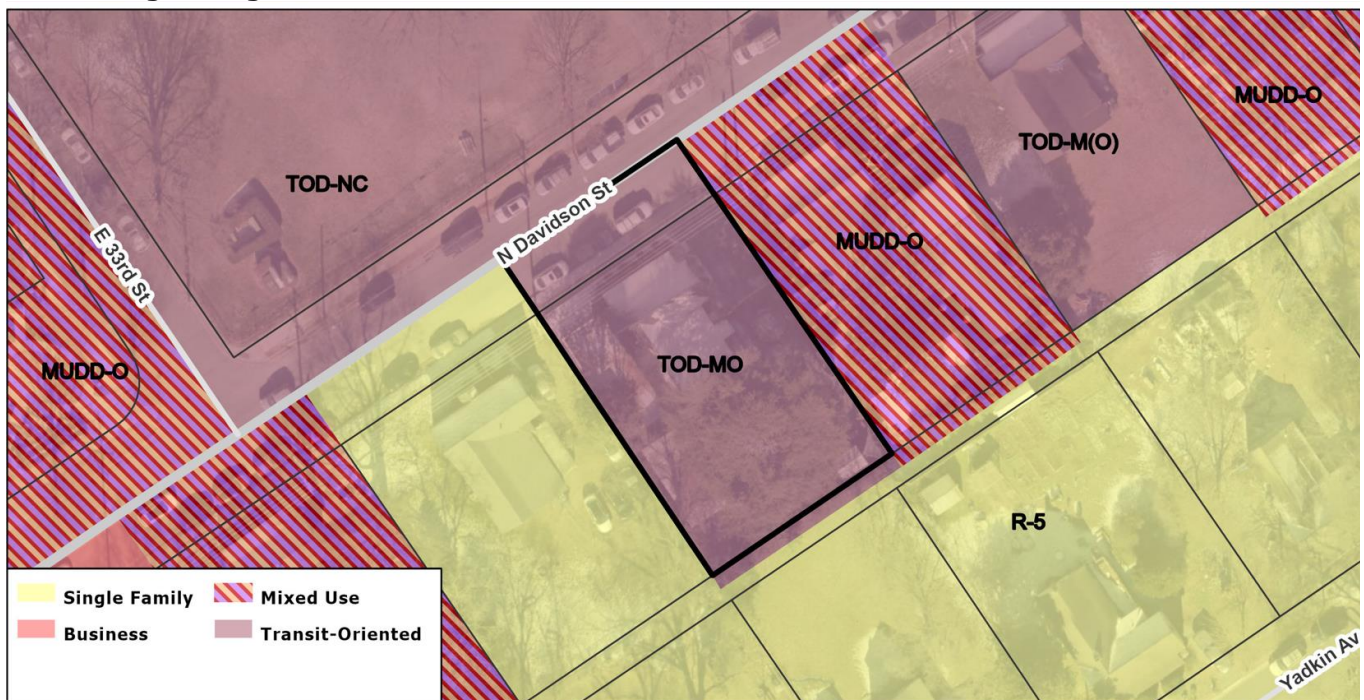 MUDD-O
TOD-M(O)
TOD-NC
N Davidson St
E 33rd St
MUDD-O
TOD-MO
MUDD-O
R-5
Single Family
Mixed Use
Business
Transit-Oriented
Yadkin Av